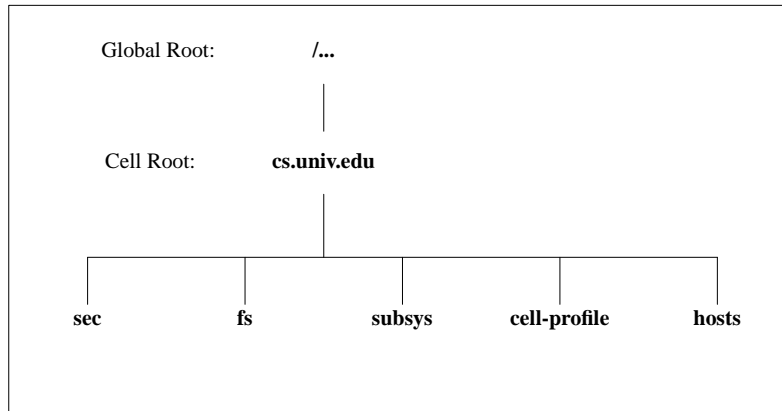 Global Root: /...
Cell Root: cs.univ.edu
sec fs subsys cell-profile hosts